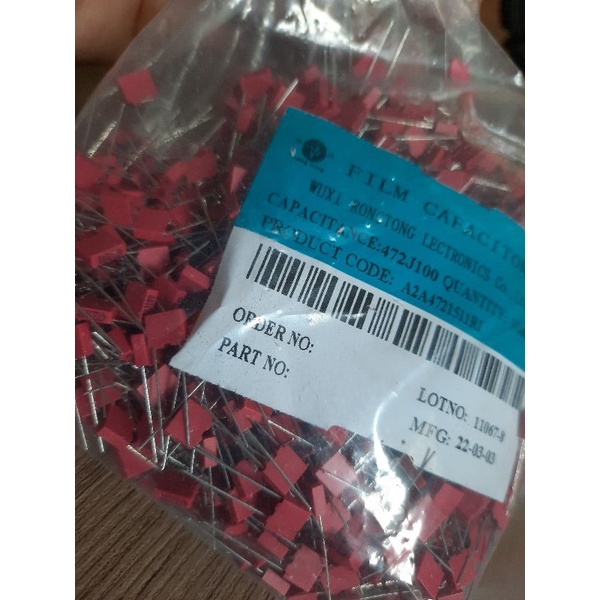 FILM CAPACITOR
WUXI RONGTONG LECTRONICS Co.
CAPACITANCE:472J100 QUANTITY:
PRODUCT CODE: A2A472151IRI
ORDER NO:
PART NO:
LOTNO: 11067-8
MFG: 22-03-03